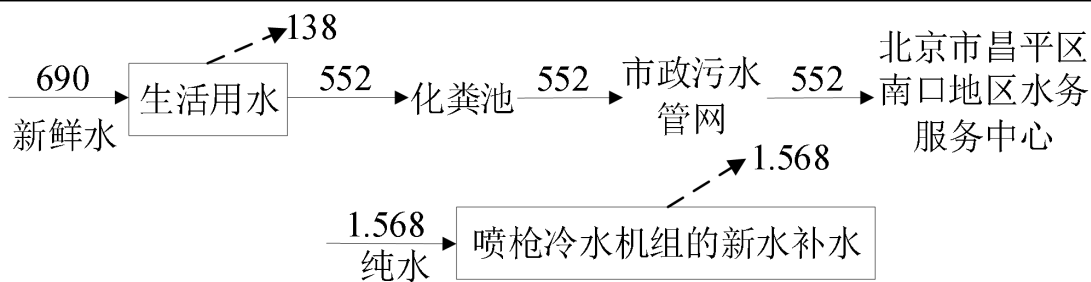 138
690
新鲜水
生活用水
552
化粪池
552
市政污水
管网
552
北京市昌平区
南口地区水务
服务中心
1.568
1.568
纯水
喷枪冷水机组的新水补水